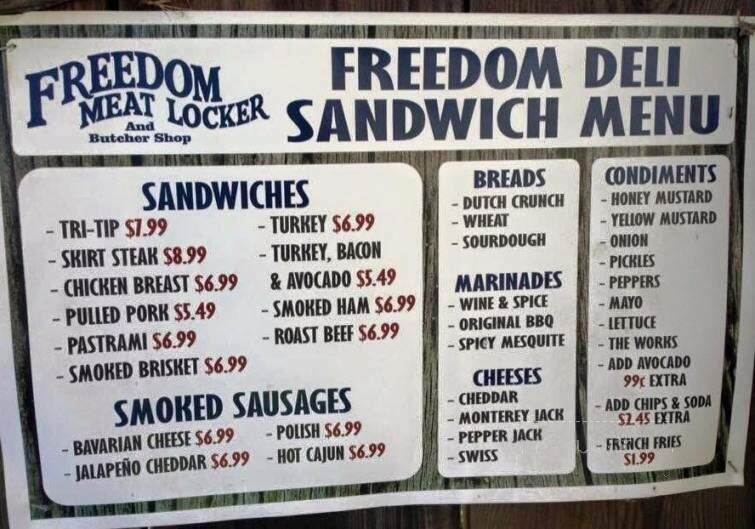 FREEDOM
MEAT LOCKER
And
Butcher Shop
FREEDOM DELI
SANDWICH MENU
SANDWICHES
- TRI-TIP $7.99
- SKIRT STEAK $8.99
- CHICKEN BREAST $6.99
- PULLED PORK $5.49
- PASTRAMI $6.99
- SMOKED BRISKET $6.99
- TURKEY $6.99
- TURKEY, BACON
& AVOCADO $5.49
- SMOKED HAM $6.99
- ROAST BEEF $6.99
SMOKED SAUSAGES
- BAVARIAN CHEESE $6.99
- JALAPEÑO CHEDDAR $6.99
- POLISH $6.99
- HOT CAJUN $6.99
BREADS
- DUTCH CRUNCH
- WHEAT
- SOURDOUGH
MARINADES
- WINE & SPICE
- ORIGINAL BBQ
- SPICY MESQUITE
CHEESES
- CHEDDAR
- MONTEREY JACK
- PEPPER JACK
- SWISS
CONDIMENTS
- HONEY MUSTARD
- YELLOW MUSTARD
- ONION
- PICKLES
- PEPPERS
- MAYO
- LETTUCE
- THE WORKS
- ADD AVOCADO
99¢ EXTRA
- ADD CHIPS & SODA
$2.45 EXTRA
- FRENCH FRIES
$1.99